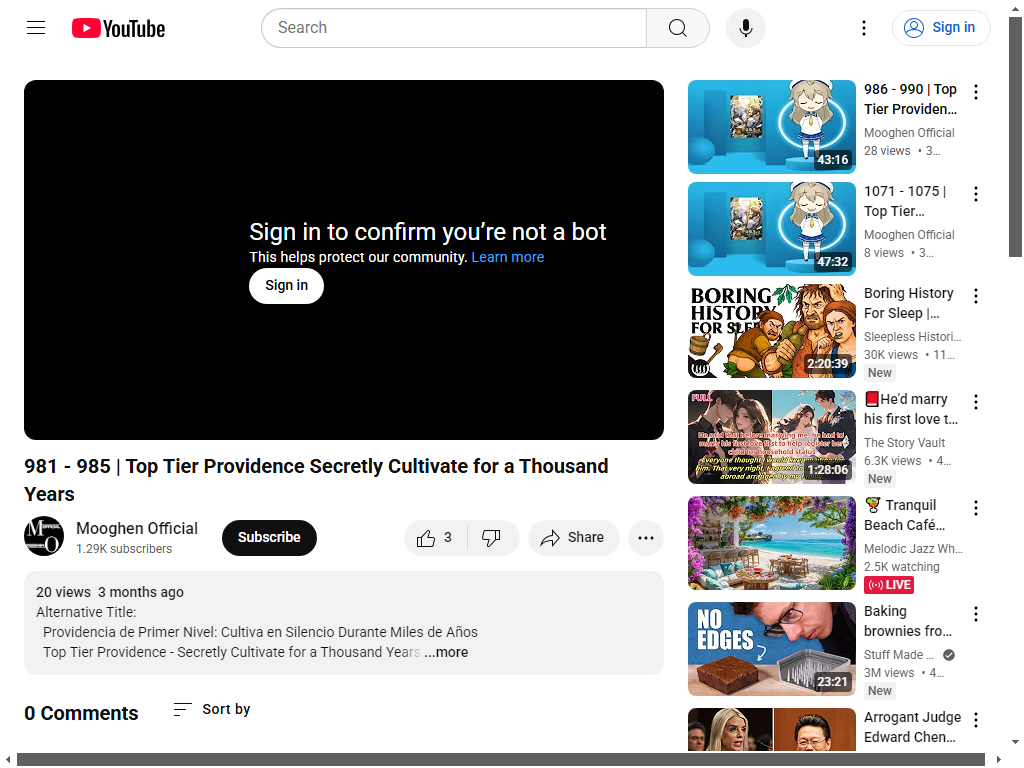 YouTube
Search
Sign in
Sign in to confirm you're not a bot
This helps protect our community. Learn more
Sign in
981 - 985 | Top Tier Providence Secretly Cultivate for a Thousand
Years
Mooghen Official
1.29K subscribers
Subscribe
3
Share
20 views 3 months ago
Alternative Title:
Providencia de Primer Nivel: Cultiva en Silencio Durante Miles de Años
Top Tier Providence - Secretly Cultivate for a Thousand Years ...more
0 Comments
Sort by
986 - 990 | Top
Tier Providen...
Mooghen Official
28 views • 3...
43:16
1071 - 1075 |
Top Tier...
Mooghen Official
8 views • 3...
47:32
BORING
HISTORY
FOR SLEEP
2:20:39
Boring History
For Sleep |...
Sleepless Histori...
30K views • 11...
New
FULL
1:28:06
He'd marry
his first love t...
The Story Vault
6.3K views • 4...
New
Tranquil
Beach Café...
Melodic Jazz Wh...
2.5K watching
LIVE
NO
EDGES
23:21
Baking
brownies fro...
Stuff Made ...
3M views • 4...
New
Arrogant Judge
Edward Chen...